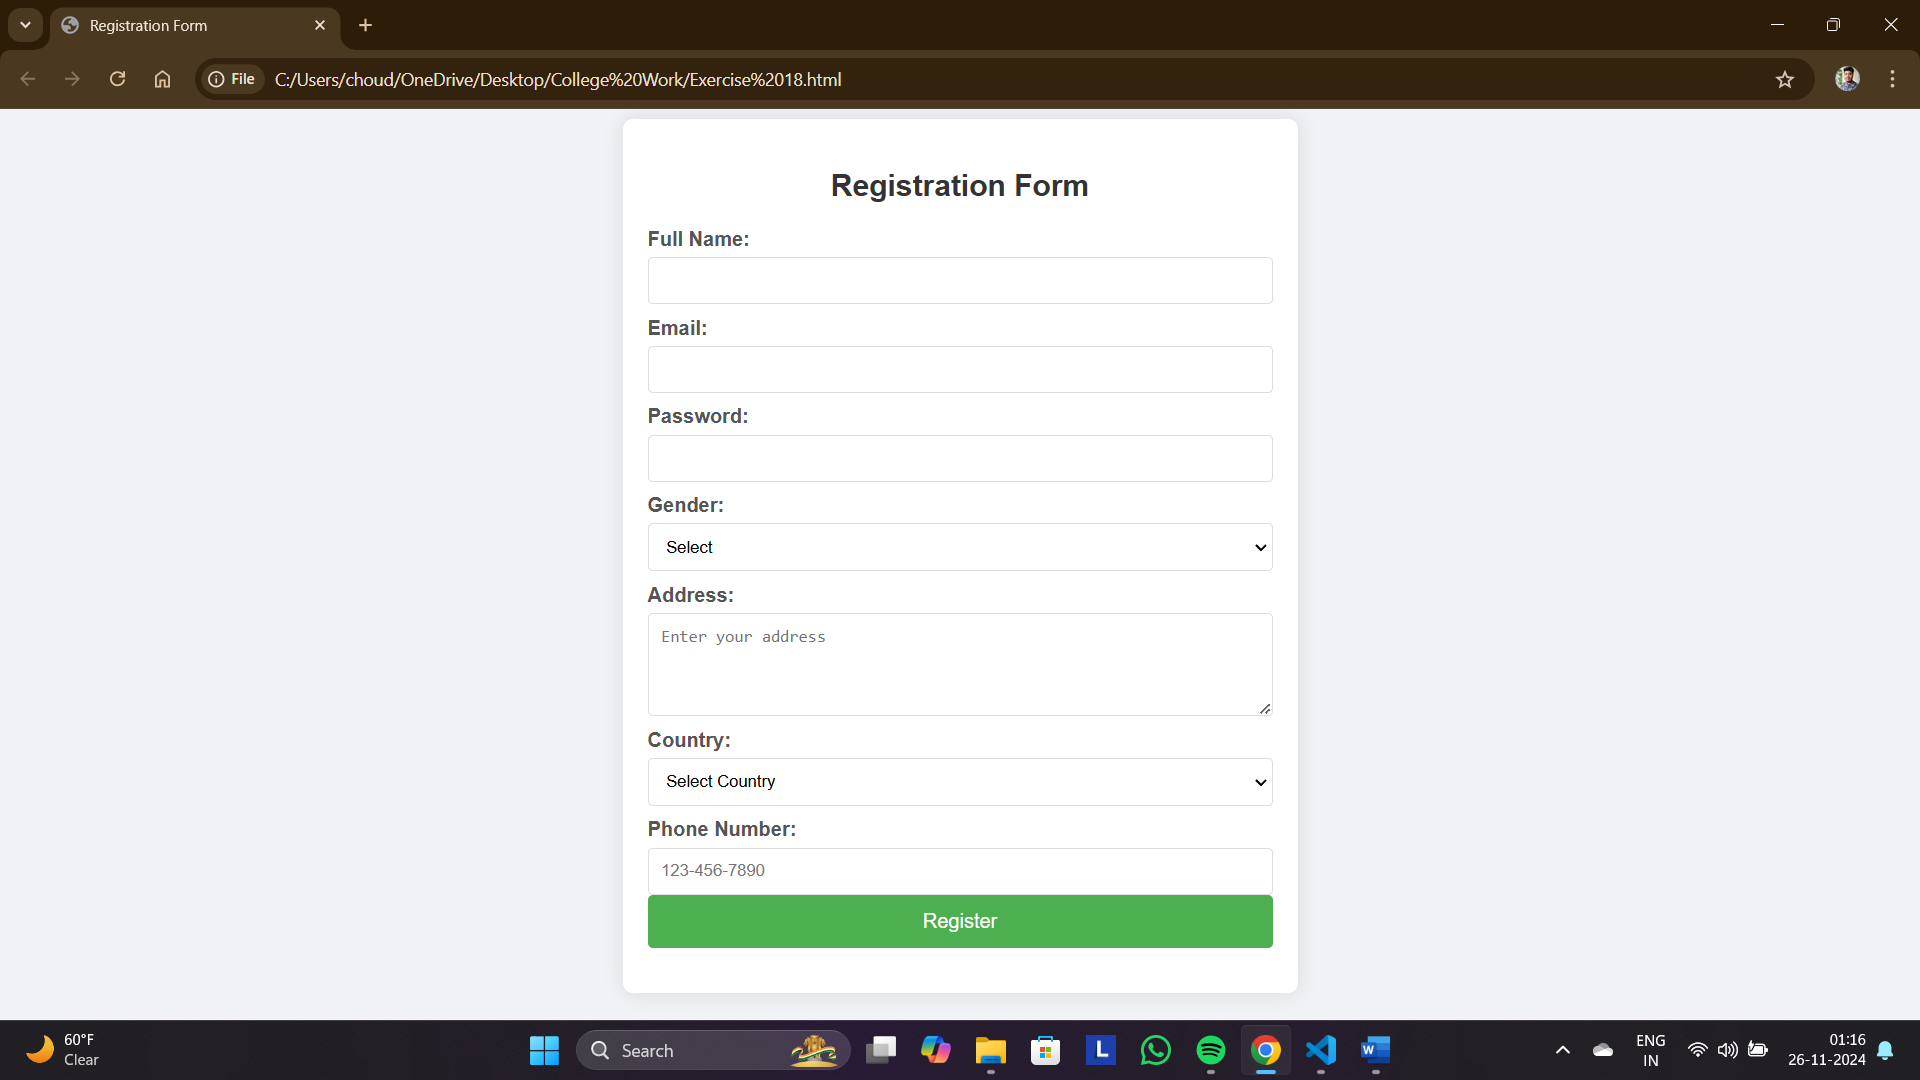 Registration Form
File C:/Users/choud/OneDrive/Desktop/College%20Work/Exercise%2018.html
Registration Form
Full Name:
Email:
Password:
Gender:
Select
Address:
Enter your address
Country:
Select Country
Phone Number:
123-456-7890
Register
60°F
Clear
Search
L
W
ENG
IN
01:16
26-11-2024